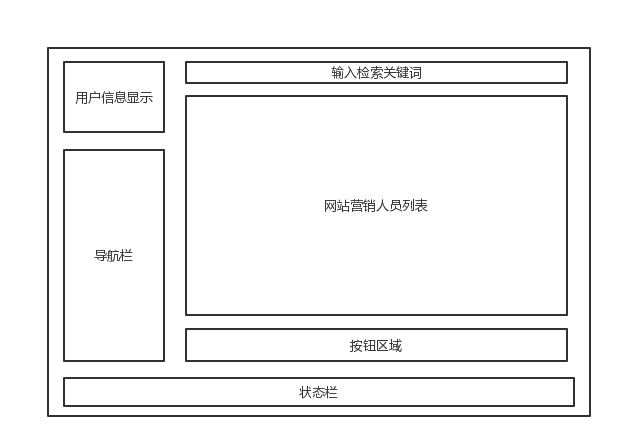 输入检索关键词
用户信息显示
网站营销人员列表
导航栏
按钮区域
状态栏